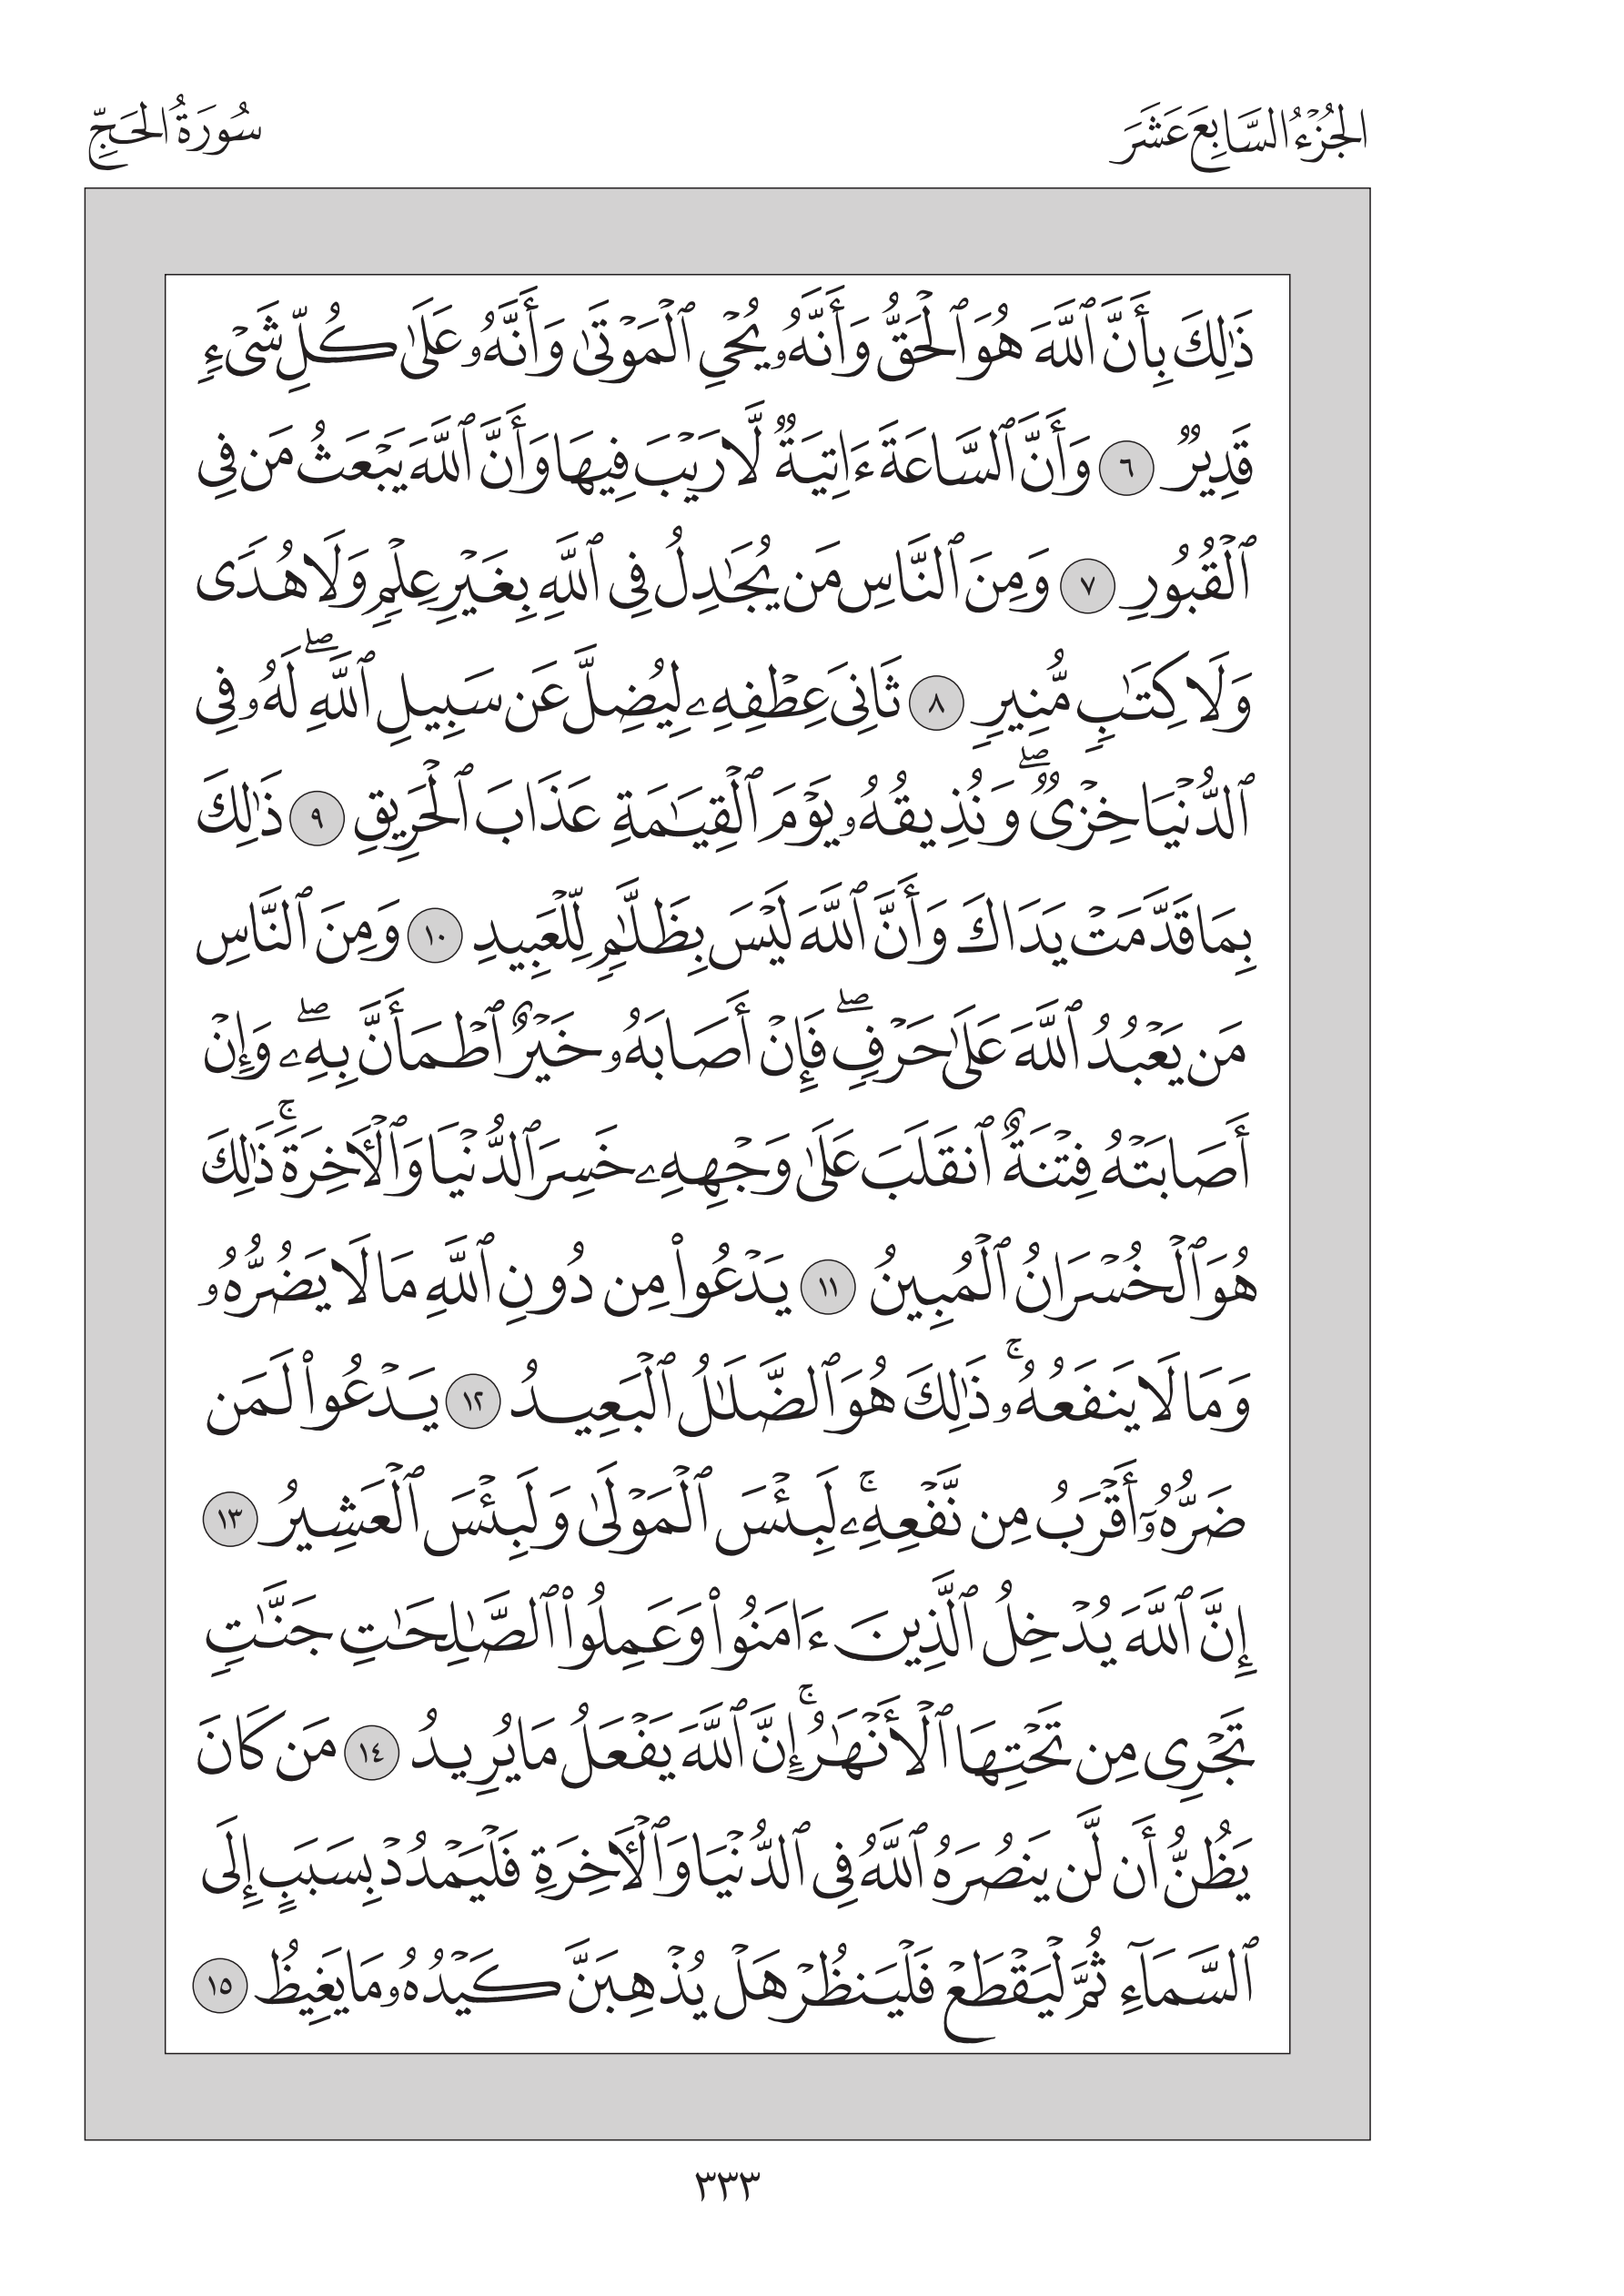 الجُزْءُ السَّابِعَ عَشَرَ
سُورَةُ الحَجِّ
ذَٰلِكَ بِأَنَّ ٱللَّهَ هُوَ ٱلْحَقُّ وَأَنَّهُۥ يُحْىِ ٱلْمَوْتَىٰ وَأَنَّهُۥ عَلَىٰ كُلِّ شَىْءٍ
قَدِيرٌ ٦ وَأَنَّ ٱلسَّاعَةَ ءَاتِيَةٌ لَّا رَيْبَ فِيهَا وَأَنَّ ٱللَّهَ يَبْعَثُ مَن فِى
ٱلْقُبُورِ ٧ وَمِنَ ٱلنَّاسِ مَن يُجَٰدِلُ فِى ٱللَّهِ بِغَيْرِ عِلْمٍ وَلَا هُدًى
وَلَا كِتَٰبٍ مُّنِيرٍ ٨ ثَانِىَ عِطْفِهِۦ لِيُضِلَّ عَن سَبِيلِ ٱللَّهِۖ لَهُۥ فِى
ٱلدُّنْيَا خِزْىٌۖ وَنُذِيقُهُۥ يَوْمَ ٱلْقِيَٰمَةِ عَذَابَ ٱلْحَرِيقِ ٩ ذَٰلِكَ
بِمَا قَدَّمَتْ يَدَاكَ وَأَنَّ ٱللَّهَ لَيْسَ بِظَلَّٰمٍ لِّلْعَبِيدِ ١٠ وَمِنَ ٱلنَّاسِ
مَن يَعْبُدُ ٱللَّهَ عَلَىٰ حَرْفٍۖ فَإِنْ أَصَابَهُۥ خَيْرٌ ٱطْمَأَنَّ بِهِۦۖ وَإِنْ
أَصَابَتْهُ فِتْنَةٌ ٱنقَلَبَ عَلَىٰ وَجْهِهِۦ خَسِرَ ٱلدُّنْيَا وَٱلْأَخِرَةَۚ ذَٰلِكَ
هُوَ ٱلْخُسْرَانُ ٱلْمُبِينُ ١١ يَدْعُوا۟ مِن دُونِ ٱللَّهِ مَا لَا يَضُرُّهُۥ
وَمَا لَا يَنفَعُهُۥۚ ذَٰلِكَ هُوَ ٱلضَّلَٰلُ ٱلْبَعِيدُ ١٢ يَدْعُوا۟ لَمَن
ضَرُّهُۥٓ أَقْرَبُ مِن نَّفْعِهِۦۚ لَبِئْسَ ٱلْمَوْلَىٰ وَلَبِئْسَ ٱلْعَشِيرُ ١٣
إِنَّ ٱللَّهَ يُدْخِلُ ٱلَّذِينَ ءَامَنُوا۟ وَعَمِلُوا۟ ٱلصَّٰلِحَٰتِ جَنَّٰتٍ
تَجْرِى مِن تَحْتِهَا ٱلْأَنْهَٰرُۚ إِنَّ ٱللَّهَ يَفْعَلُ مَا يُرِيدُ ١٤ مَن كَانَ
يَظُنُّ أَن لَّن يَنصُرَهُ ٱللَّهُ فِى ٱلدُّنْيَا وَٱلْأَخِرَةِ فَلْيَمْدُدْ بِسَبَبٍ إِلَى
ٱلسَّمَآءِ ثُمَّ لْيَقْطَعْ فَلْيَنظُرْ هَلْ يُذْهِبَنَّ كَيْدُهُۥ مَا يَغِيظُ ١٥
٣٣٣